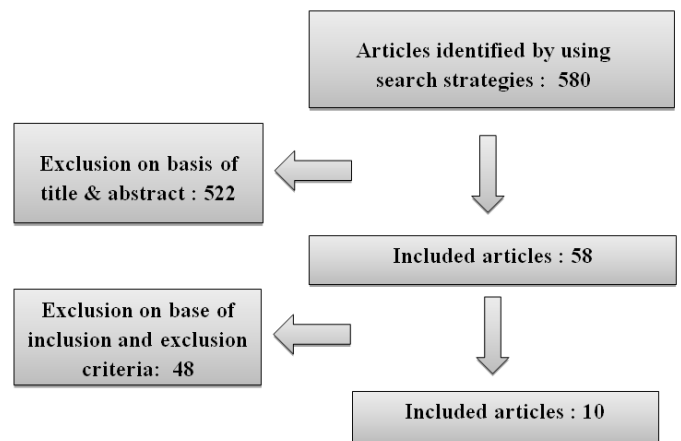 Articles identified by using
search strategies : 580
Exclusion on basis of
title & abstract : 522
Included articles : 58
Exclusion on base of
inclusion and exclusion
criteria: 48
Included articles : 10